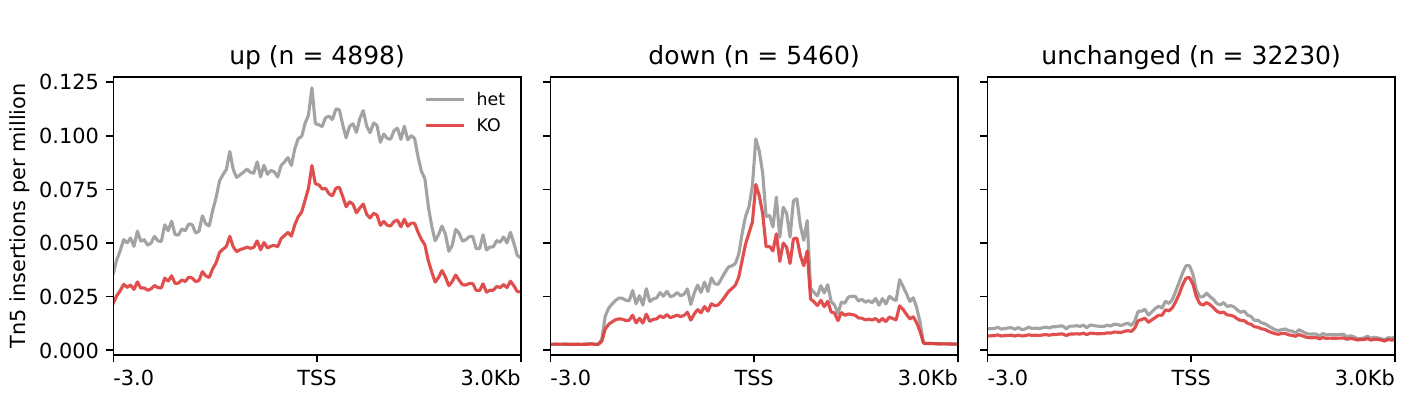 up (n = 4898)
down (n = 5460)
unchanged (n = 32230)
Tn5 insertions per million
0.125
0.100
0.075
0.050
0.025
0.000
het
KO
-3.0
TSS
3.0Kb
-3.0
TSS
3.0Kb
-3.0
TSS
3.0Kb